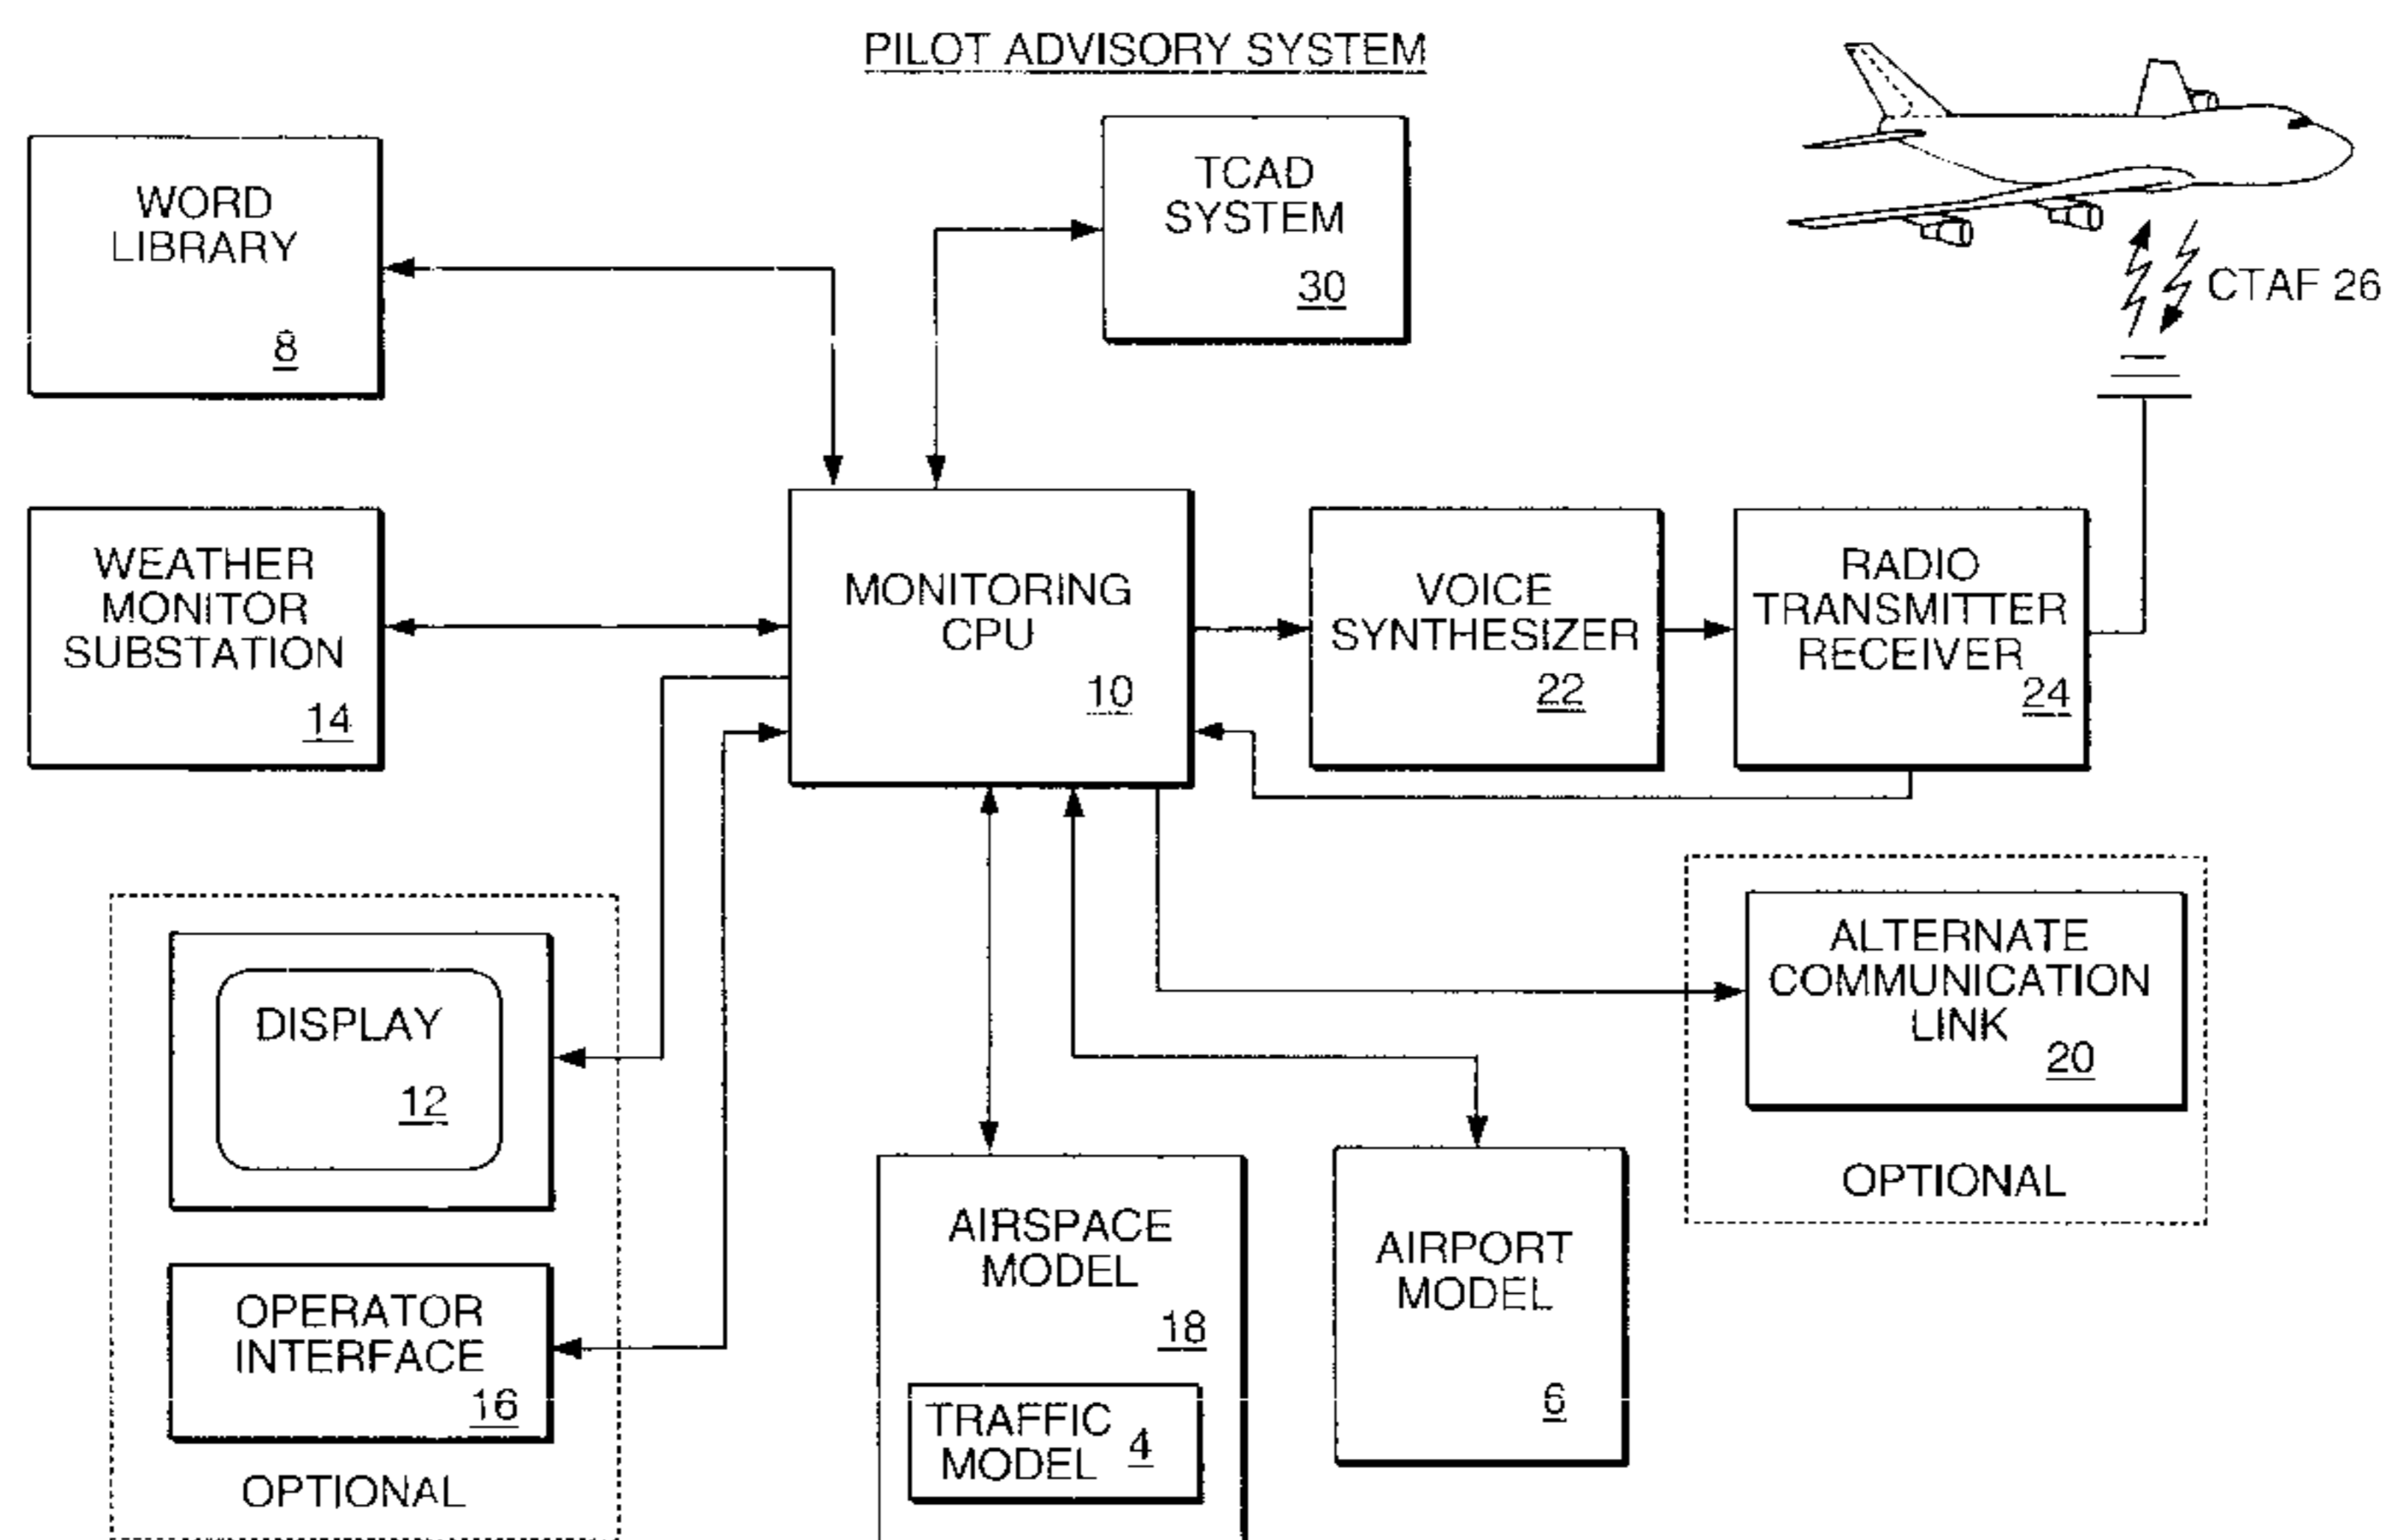 PILOT ADVISORY SYSTEM
WORD
LIBRARY
8
TCAD
SYSTEM
30
CTAF 26
WEATHER
MONITOR
SUBSTATION
14
MONITORING
CPU
10
VOICE
SYNTHESIZER
22
RADIO
TRANSMITTER
RECEIVER
24
DISPLAY
12
OPERATOR
INTERFACE
16
OPTIONAL
AIRSPACE
MODEL
18
TRAFFIC
MODEL 4
AIRPORT
MODEL
6
ALTERNATE
COMMUNICATION
LINK
20
OPTIONAL